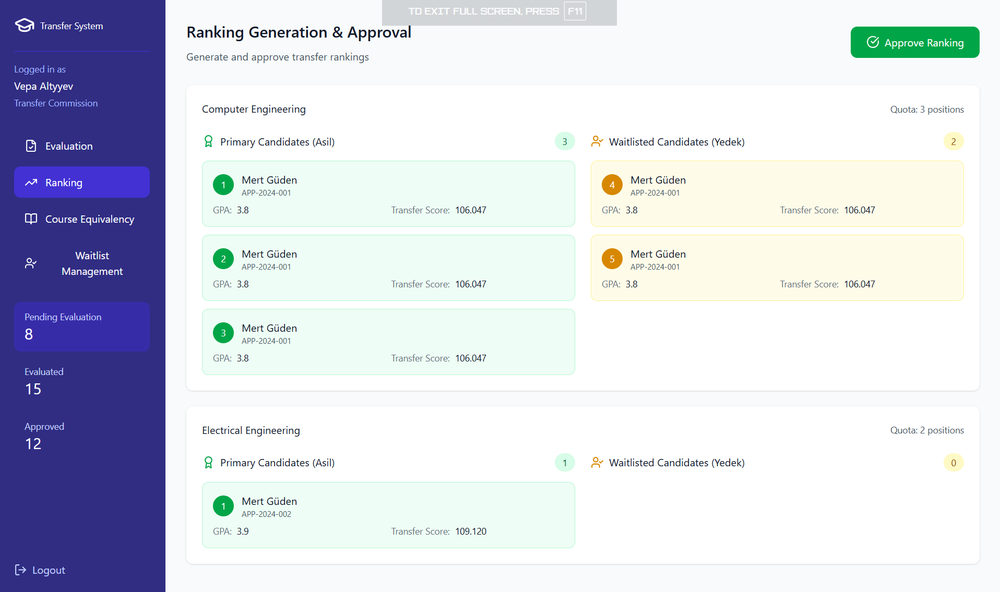 Transfer System
Logged in as
Vepa Altyyev
Transfer Commission
Evaluation
Ranking
Course Equivalency
Waitlist
Management
Pending Evaluation
8
Evaluated
15
Approved
12
Logout
TO EXIT FULL SCREEN, PRESS F11
Ranking Generation & Approval
Generate and approve transfer rankings
Approve Ranking
Computer Engineering
Quota: 3 positions
Primary Candidates (Asil)
3
1
Mert Güden
APP-2024-001
GPA: 3.8
Transfer Score: 106.047
2
Mert Güden
APP-2024-001
GPA: 3.8
Transfer Score: 106.047
3
Mert Güden
APP-2024-001
GPA: 3.8
Transfer Score: 106.047
Waitlisted Candidates (Yedek)
2
4
Mert Güden
APP-2024-001
GPA: 3.8
Transfer Score: 106.047
5
Mert Güden
APP-2024-001
GPA: 3.8
Transfer Score: 106.047
Electrical Engineering
Quota: 2 positions
Primary Candidates (Asil)
1
1
Mert Güden
APP-2024-002
GPA: 3.9
Transfer Score: 109.120
Waitlisted Candidates (Yedek)
0